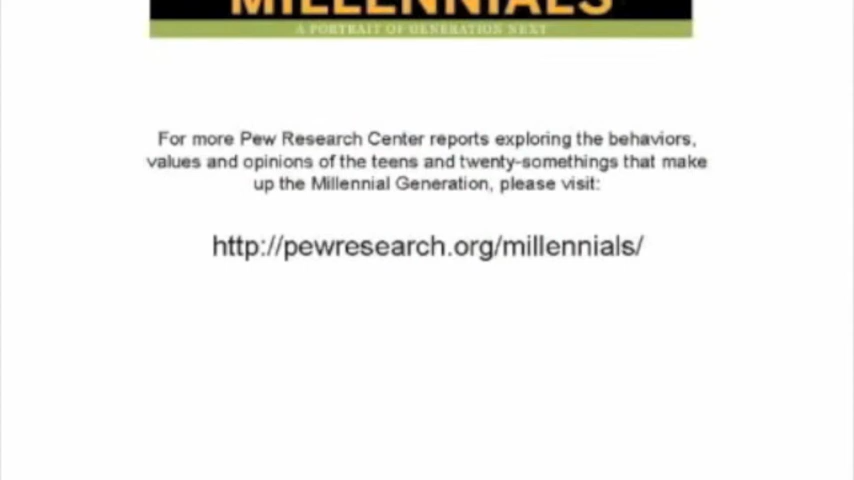 MILLENNIALS
A PORTRAIT OF GENERATION NEXT
For more Pew Research Center reports exploring the behaviors,
values and opinions of the teens and twenty-somethings that make
up the Millennial Generation, please visit:
http://pewresearch.org/millennials/